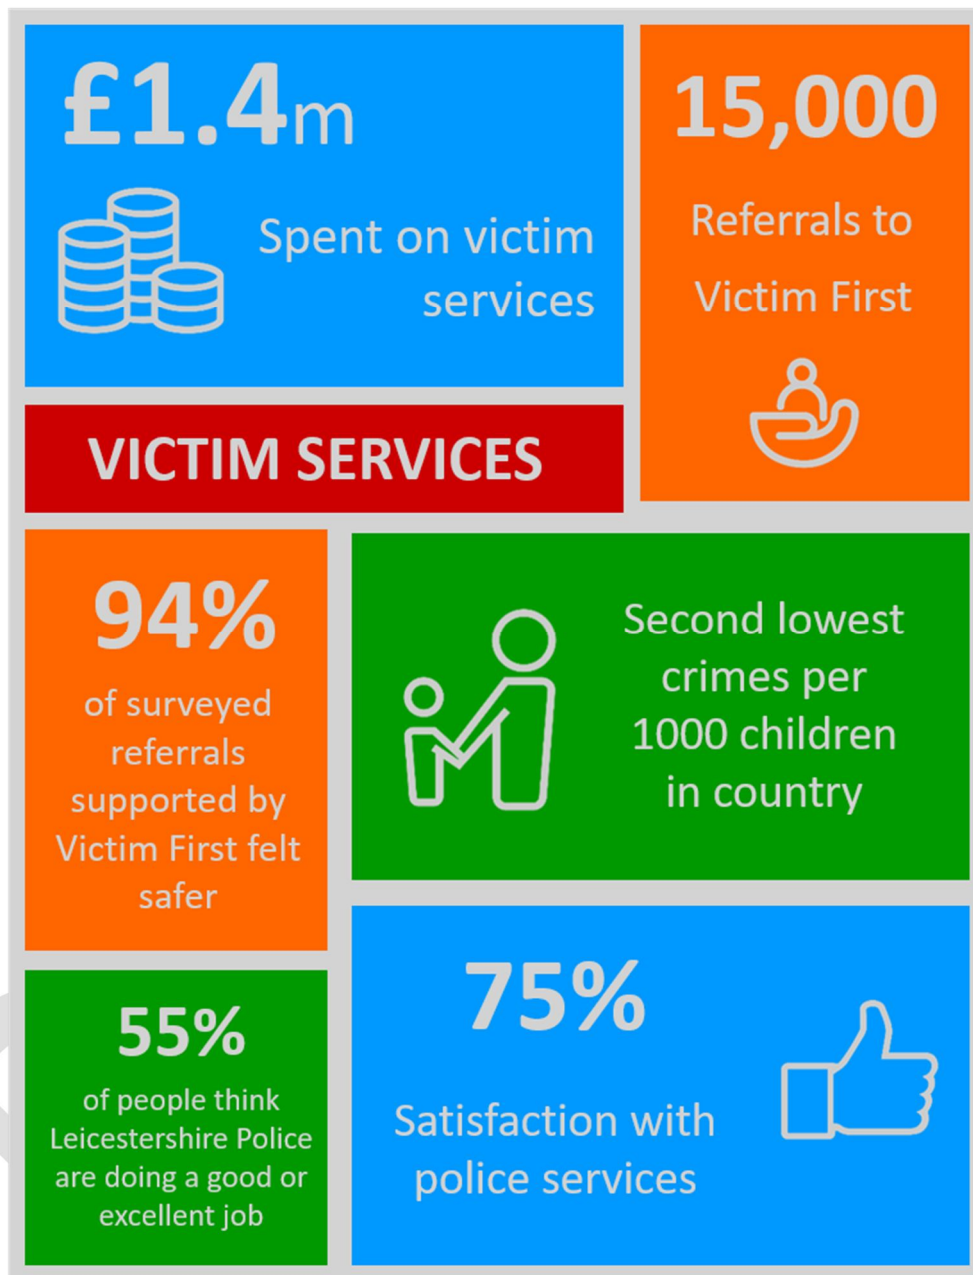 £1.4m
Spent on victim
services
15,000
Referrals to
Victim First
VICTIM SERVICES
94%
of surveyed
referrals
supported by
Victim First felt
safer
Second lowest
crimes per
1000 children
in country
55%
of people think
Leicestershire Police
are doing a good or
excellent job
75%
Satisfaction with
police services